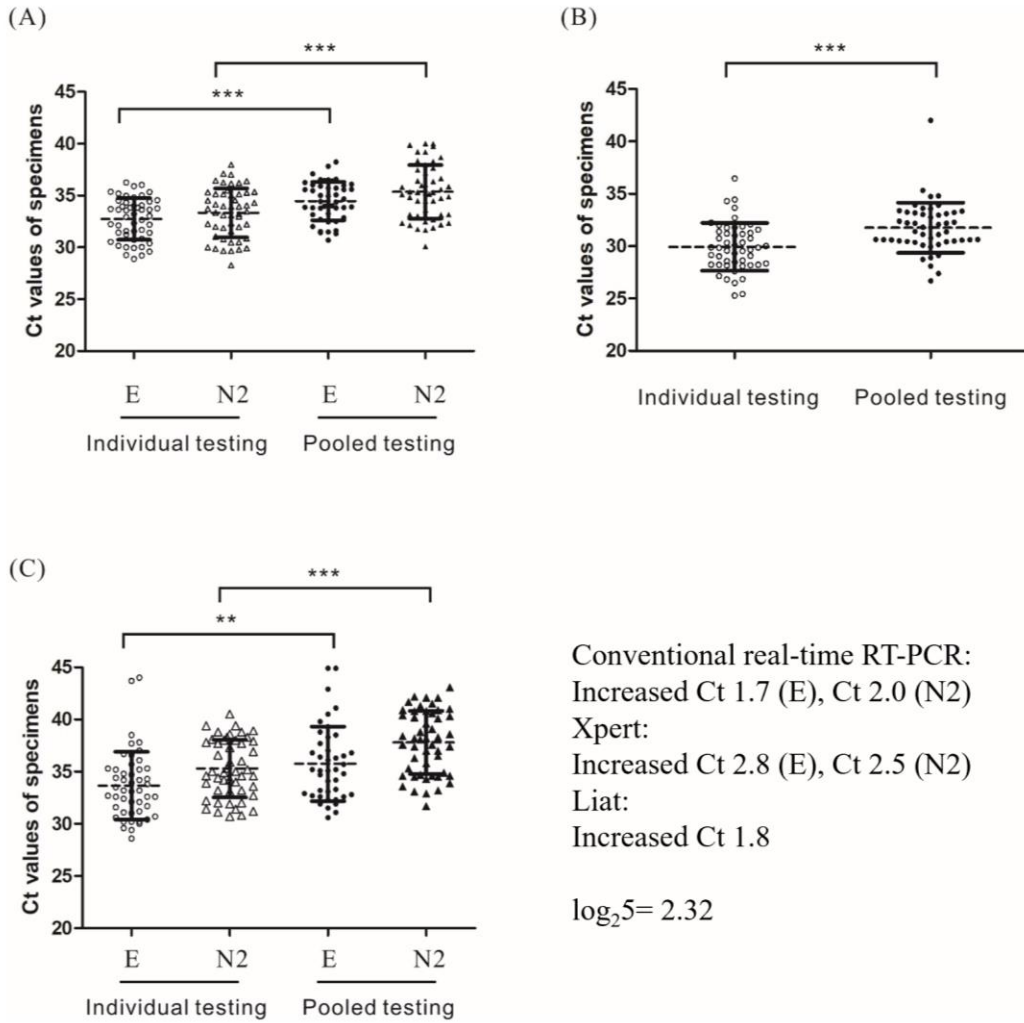 (A)
***
***
Ct values of specimens
45
40
35
30
25
20
E N2 E N2
Individual testing Pooled testing
(B)
***
Ct values of specimens
45
40
35
30
25
20
Individual testing Pooled testing
(C)
***
**
Ct values of specimens
45
40
35
30
25
20
E N2 E N2
Individual testing Pooled testing
Conventional real-time RT-PCR:
Increased Ct 1.7 (E), Ct 2.0 (N2)
Xpert:
Increased Ct 2.8 (E), Ct 2.5 (N2)
Liat:
Increased Ct 1.8
log₂5= 2.32